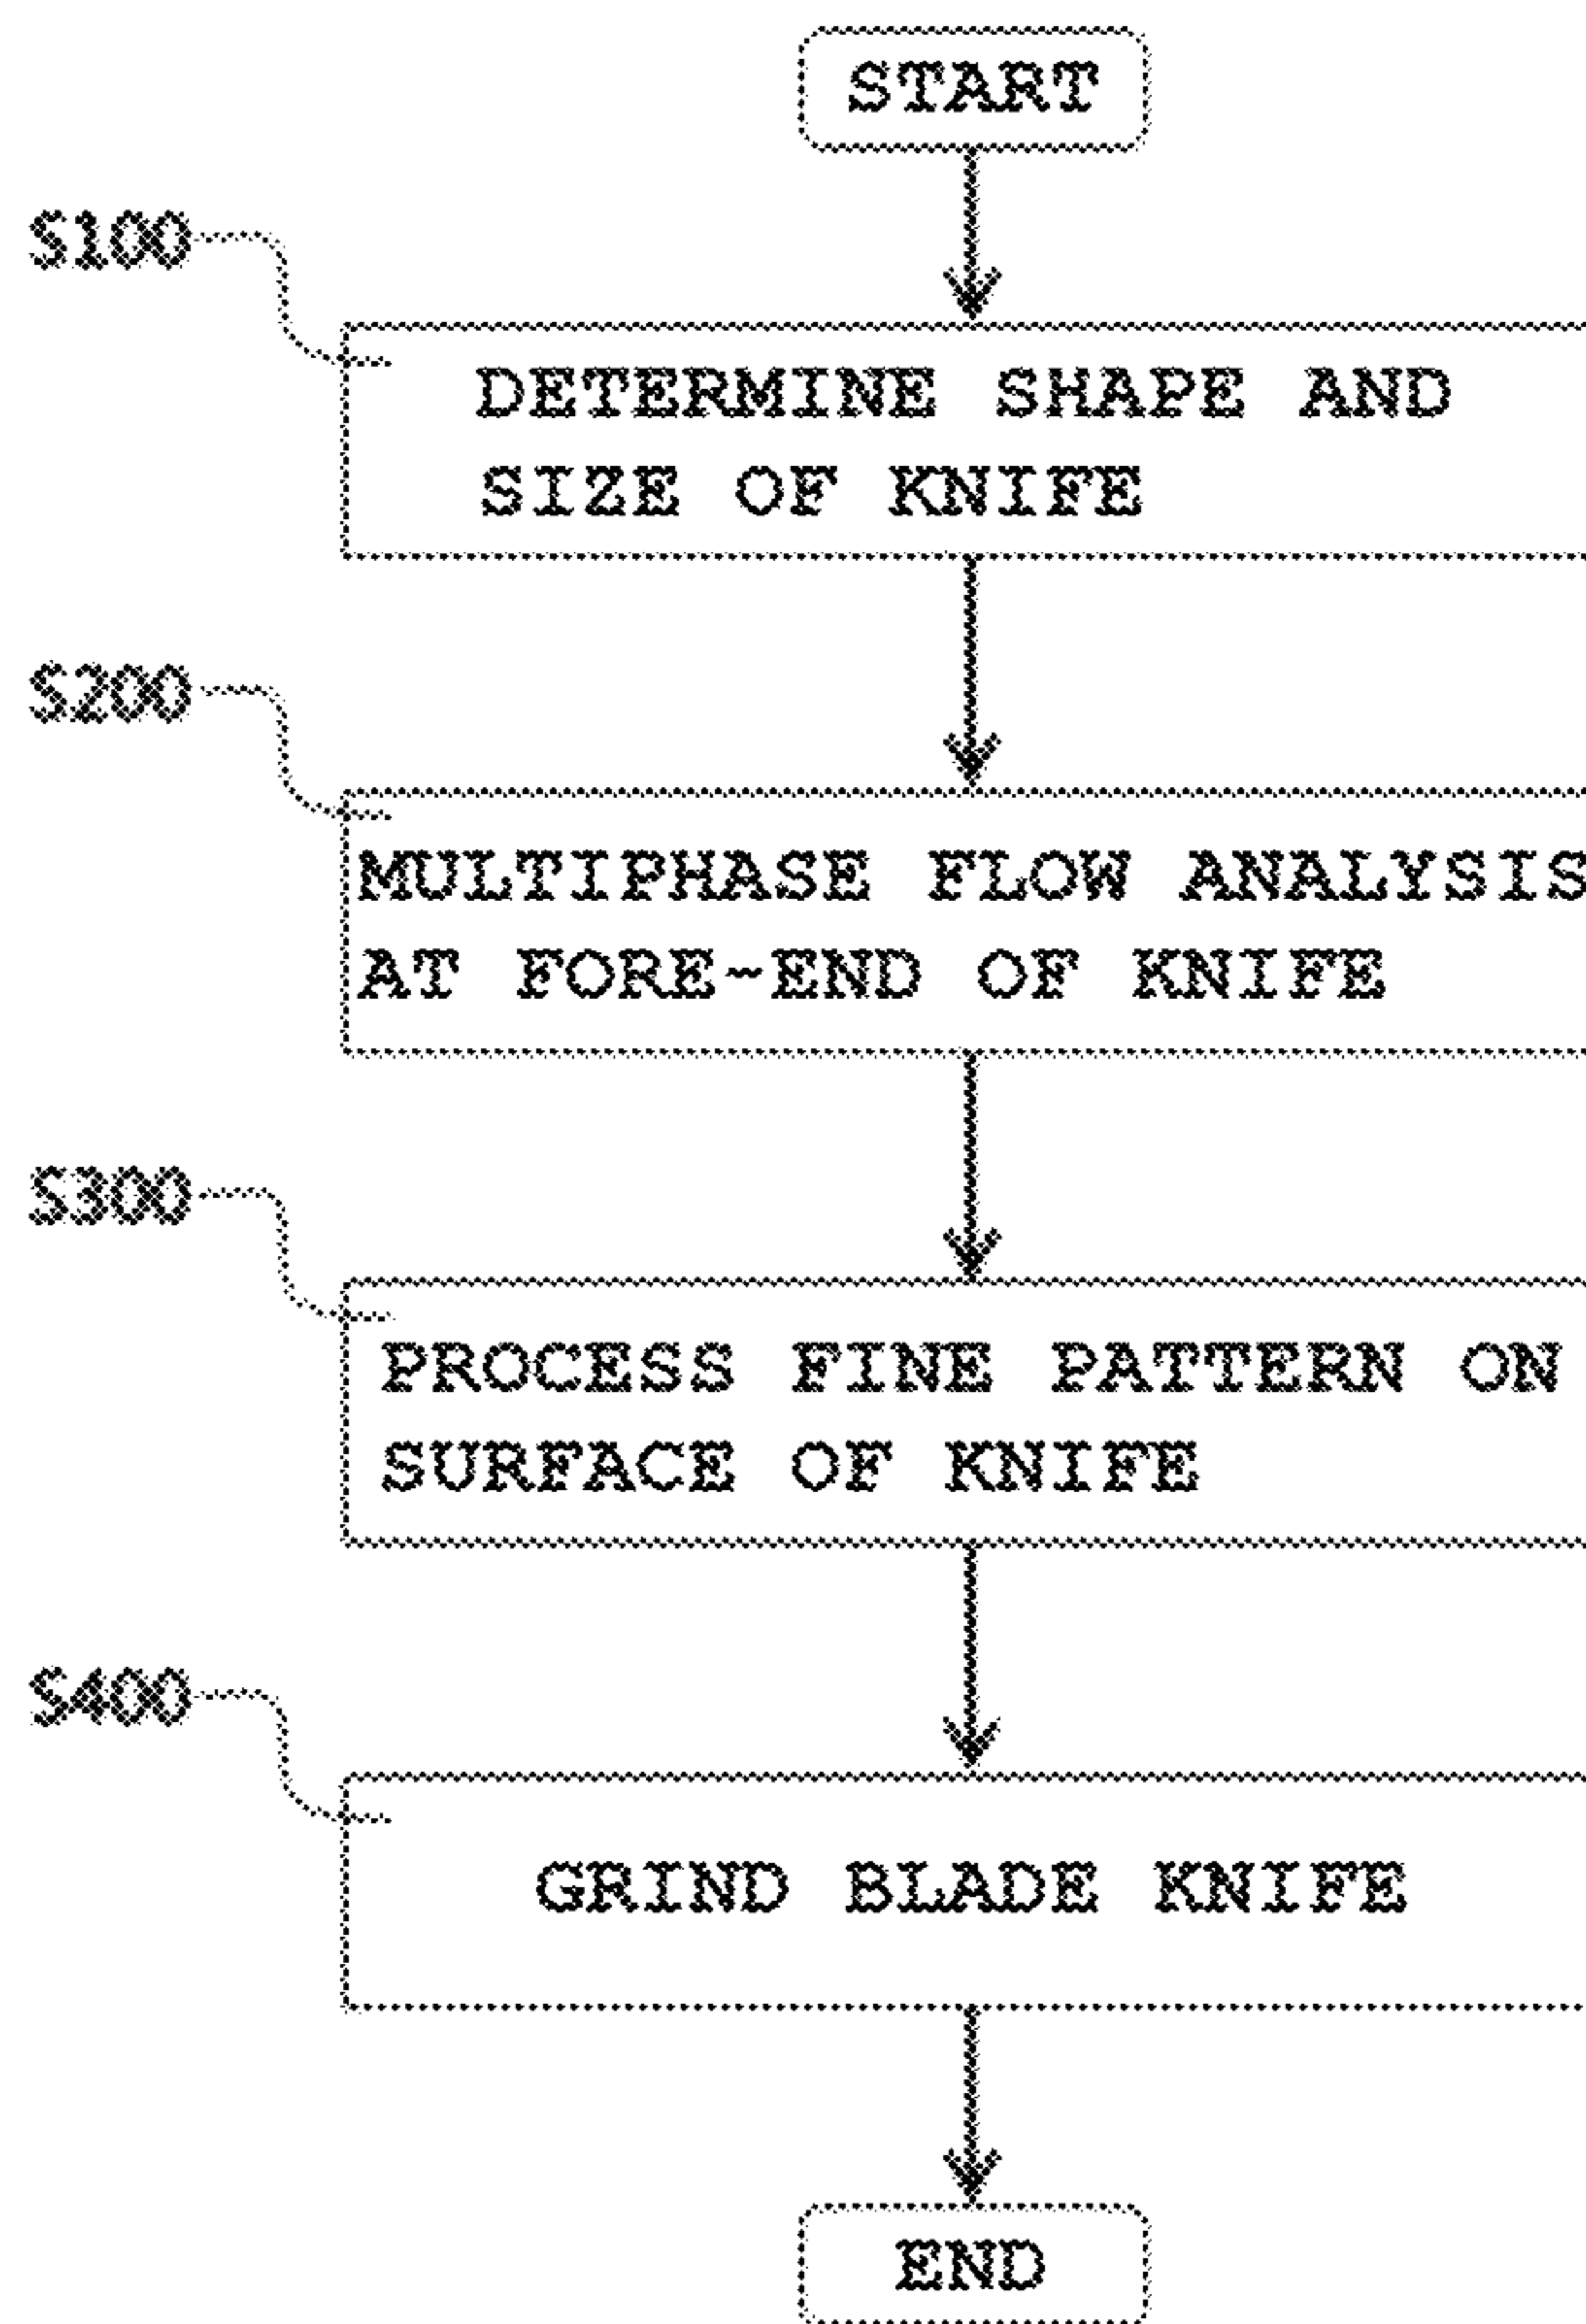 START
S100
DETERMINE SHAPE AND
SIZE OF KNIFE
S200
MULTIPHASE FLOW ANALYSIS
AT FORE-END OF KNIFE
S300
PROCESS FINE PATTERN ON
SURFACE OF KNIFE
S400
GRIND BLADE KNIFE
END